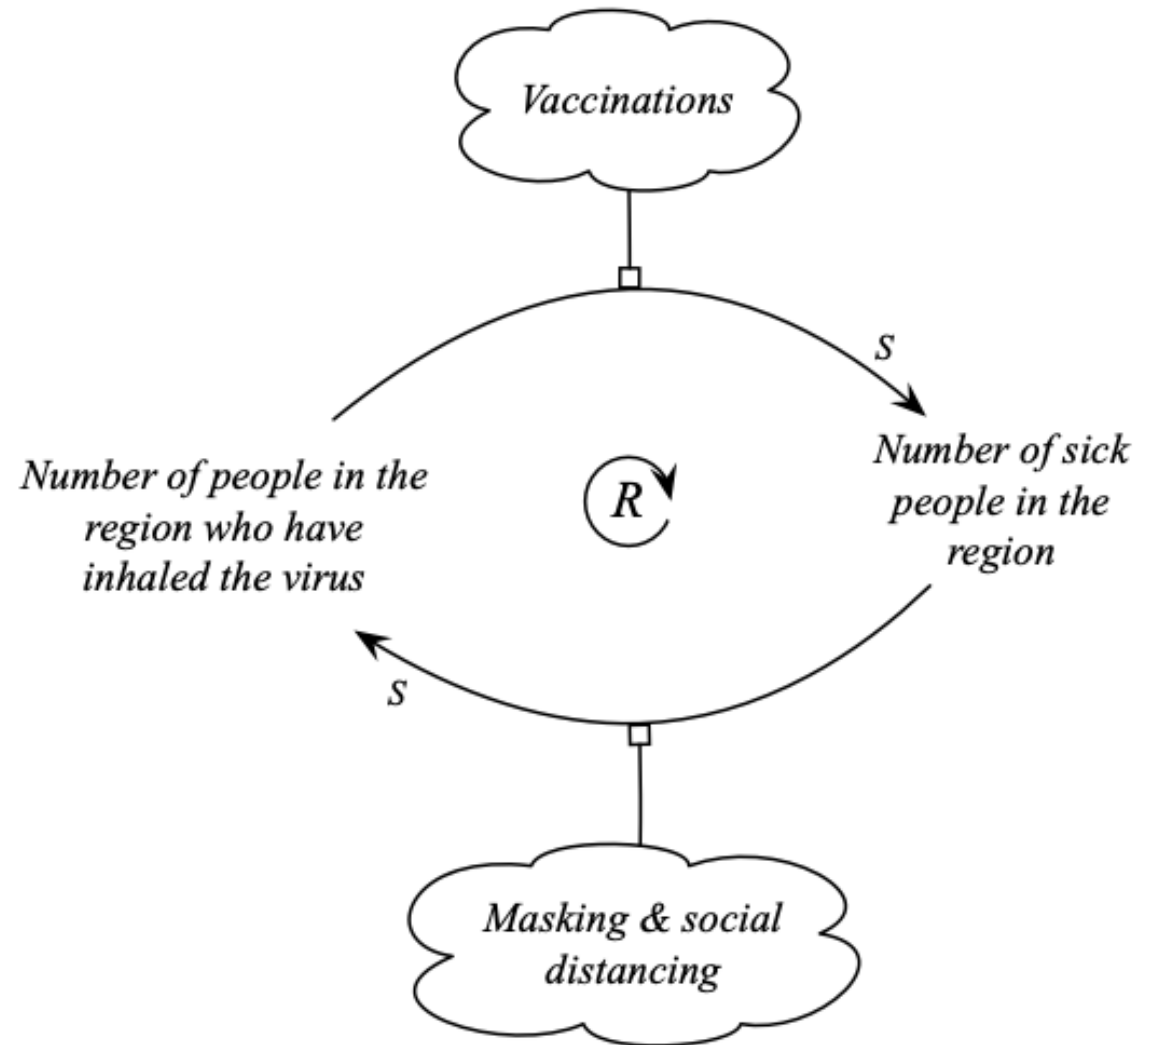 Vaccinations
S
Number of people in the
region who have
inhaled the virus
R
Number of sick
people in the
region
S
Masking & social
distancing